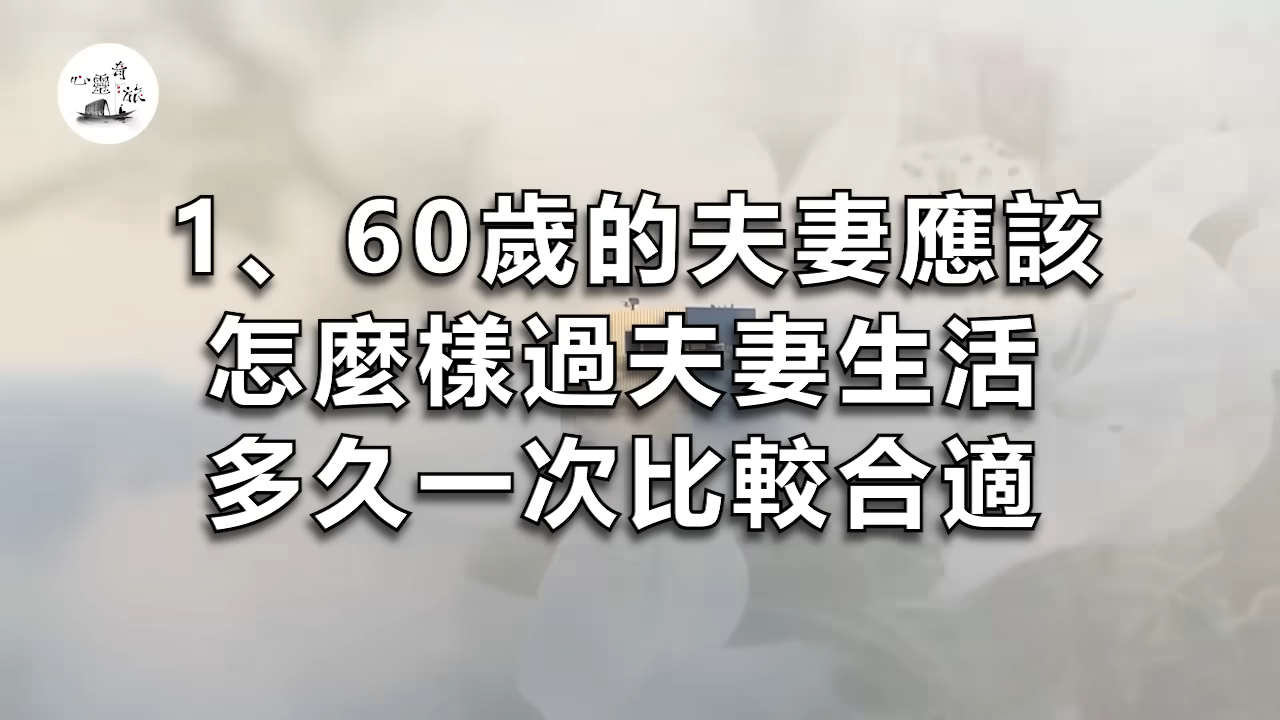 心靈奇旅
1、60歲的夫妻應該
怎麼樣過夫妻生活
多久一次比較合適